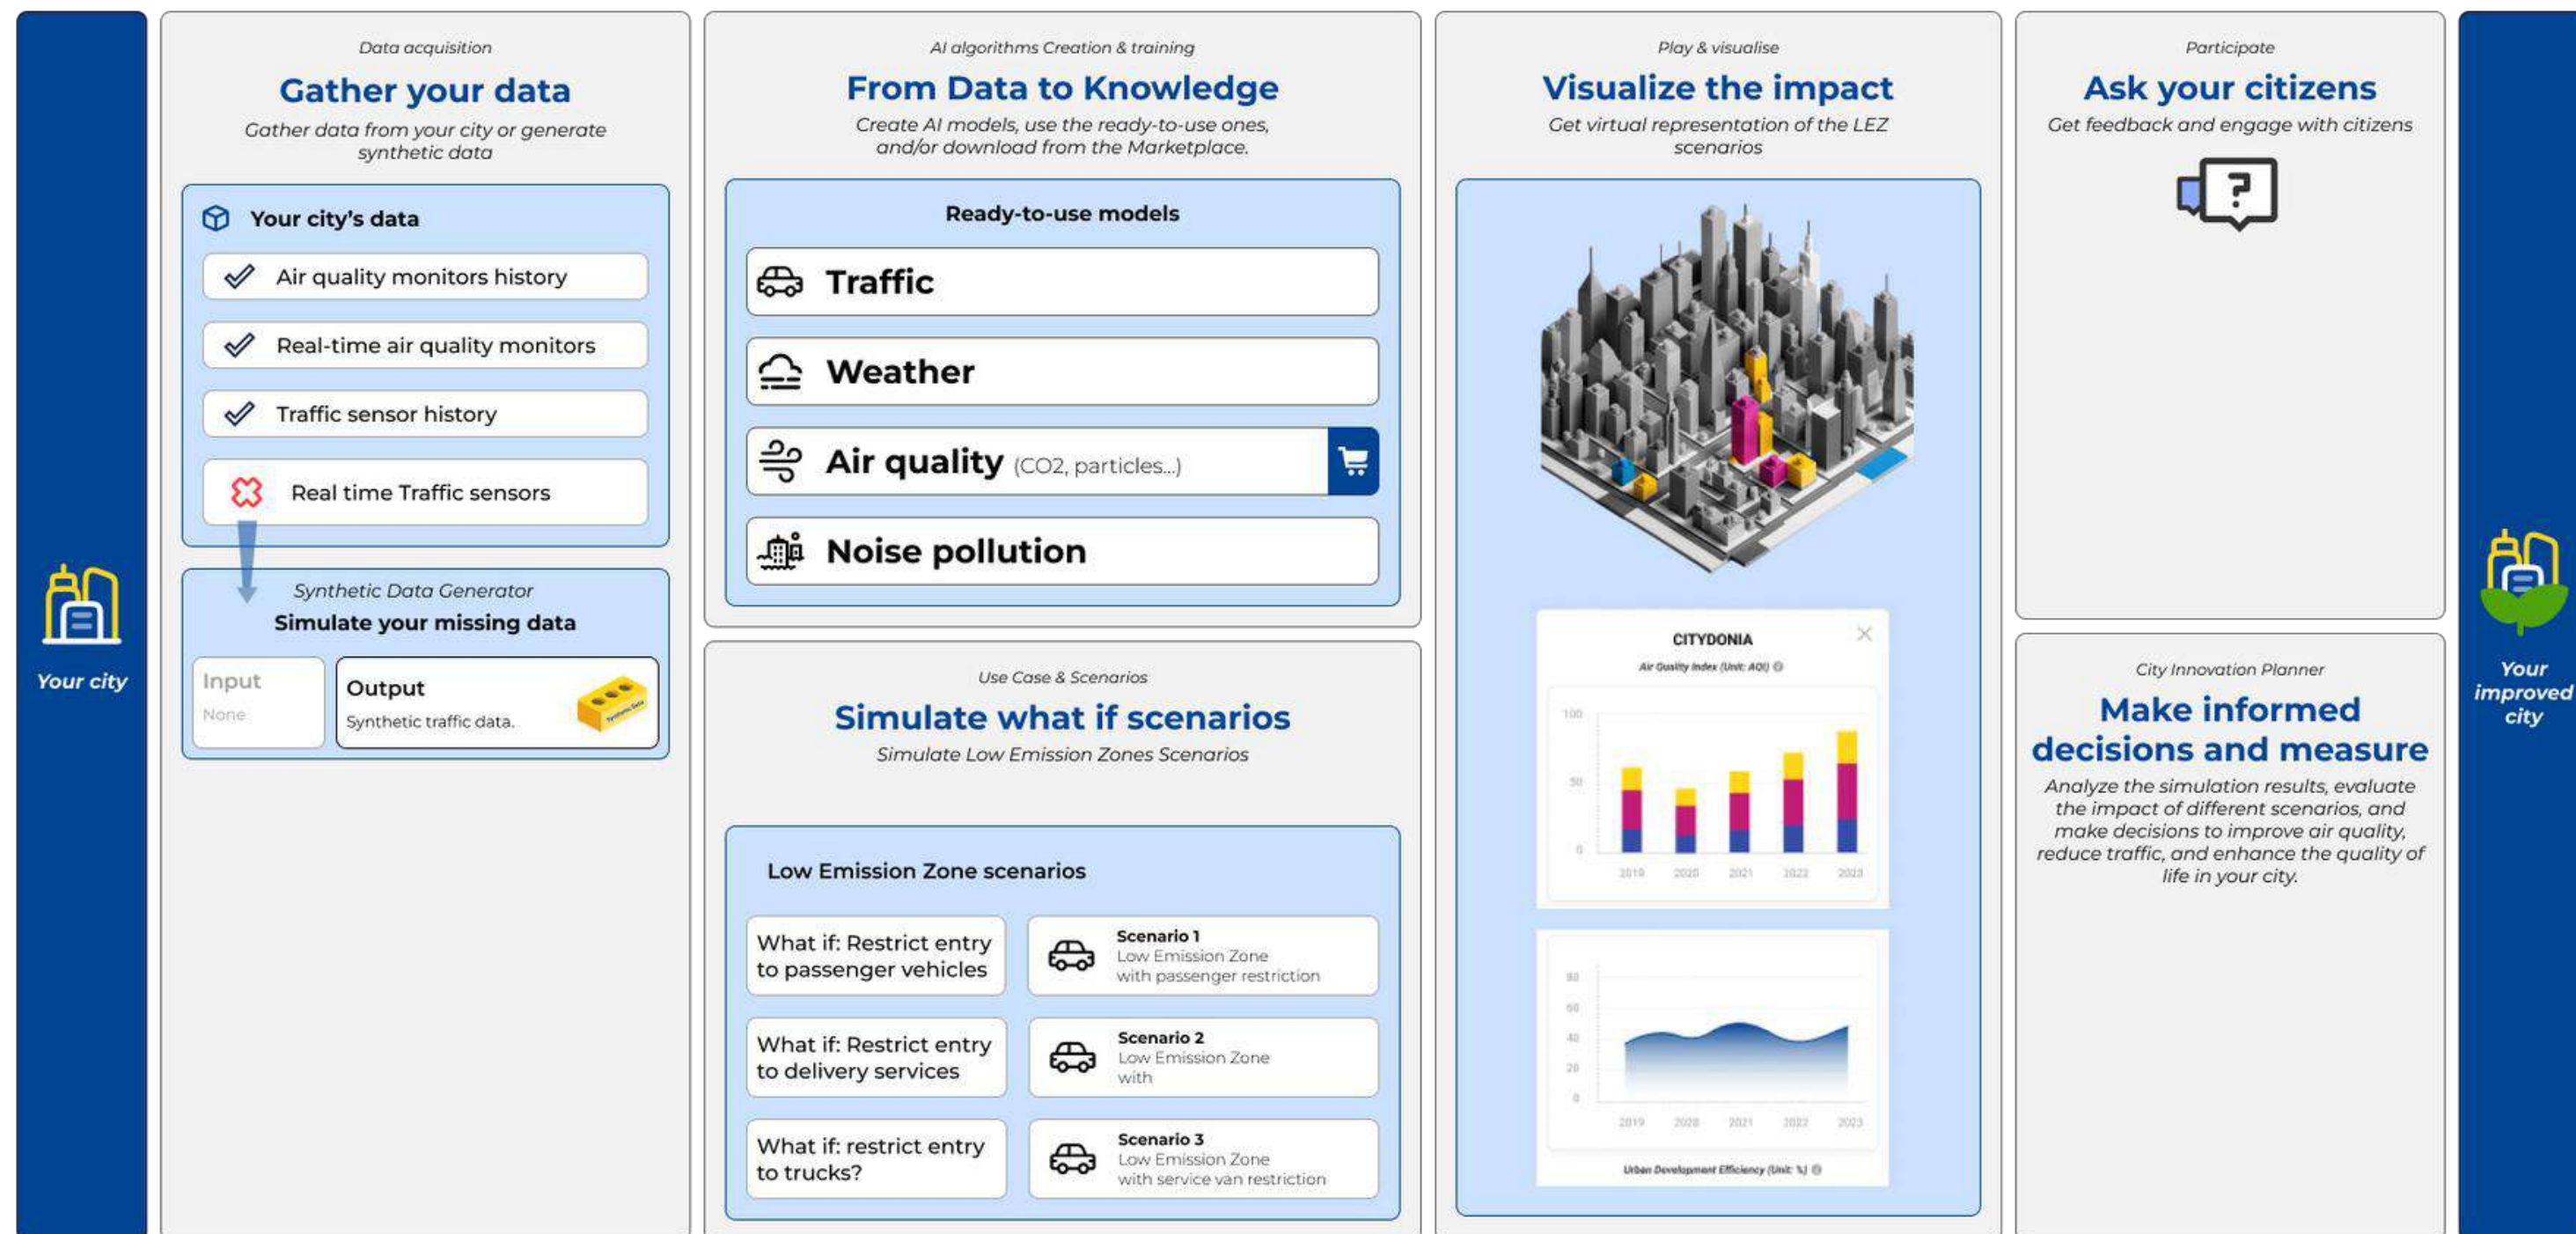 Your city
Data acquisition
Gather your data
Gather data from your city or generate
synthetic data
Your city's data
Air quality monitors history
Real-time air quality monitors
Traffic sensor history
Real time Traffic sensors
Synthetic Data Generator
Simulate your missing data
Input
None
Output
Synthetic traffic data.
Synthetic Data
AI algorithms Creation & training
From Data to Knowledge
Create AI models, use the ready-to-use ones,
and/or download from the Marketplace.
Ready-to-use models
Traffic
Weather
Air quality (CO2, particles...)
Noise pollution
Use Case & Scenarios
Simulate what if scenarios
Simulate Low Emission Zones Scenarios
Low Emission Zone scenarios
What if: Restrict entry
to passenger vehicles
Scenario 1
Low Emission Zone
with passenger restriction
What if: Restrict entry
to delivery services
Scenario 2
Low Emission Zone
with
What if: restrict entry
to trucks?
Scenario 3
Low Emission Zone
with service van restriction
Play & visualise
Visualize the impact
Get virtual representation of the LEZ
scenarios
CITYDONIA
Air Quality Index (Unit: AQI)
100
50
0
2019 2020 2021 2022 2023
80
60
40
20
0
2019 2020 2021 2022 2023
Urban Development Efficiency (Unit: %)
Participate
Ask your citizens
Get feedback and engage with citizens
?
City Innovation Planner
Make informed
decisions and measure
Analyze the simulation results, evaluate
the impact of different scenarios, and
make decisions to improve air quality,
reduce traffic, and enhance the quality of
life in your city.
Your
improved
city